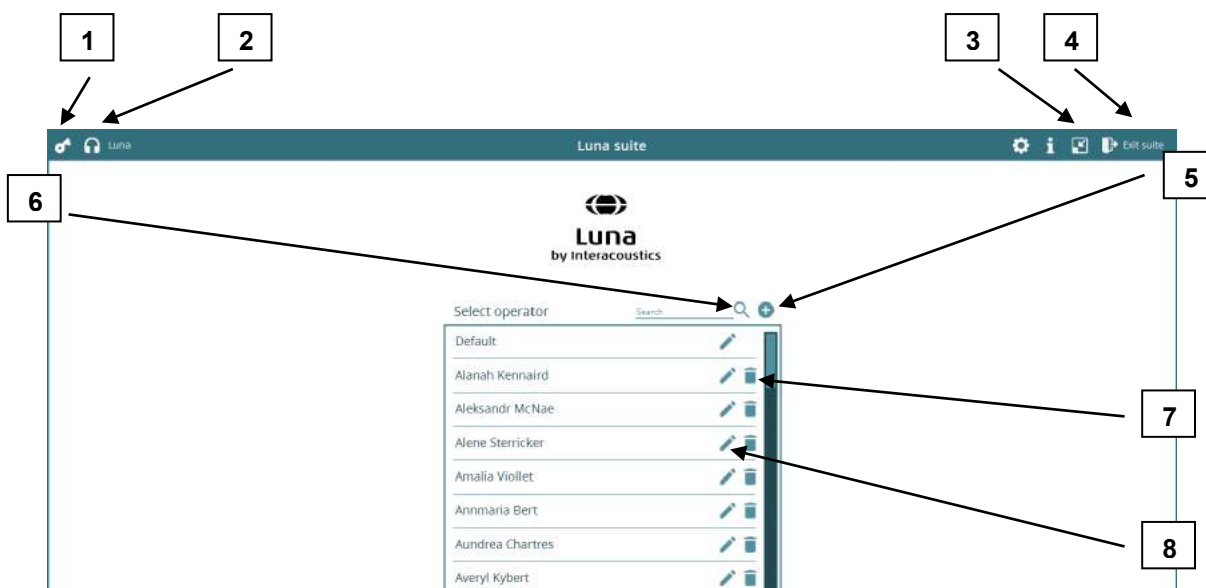 1
2
3
4
Luna
Luna suite
Exit suite
5
6
Luna
by Interacoustics
Select operator
Search
Default
Alanah Kennaird
Aleksandr McNae
7
Alene Sterricker
Amalia Viollet
Annmaria Bert
Aundrea Chartres
8
Averyl Kybert